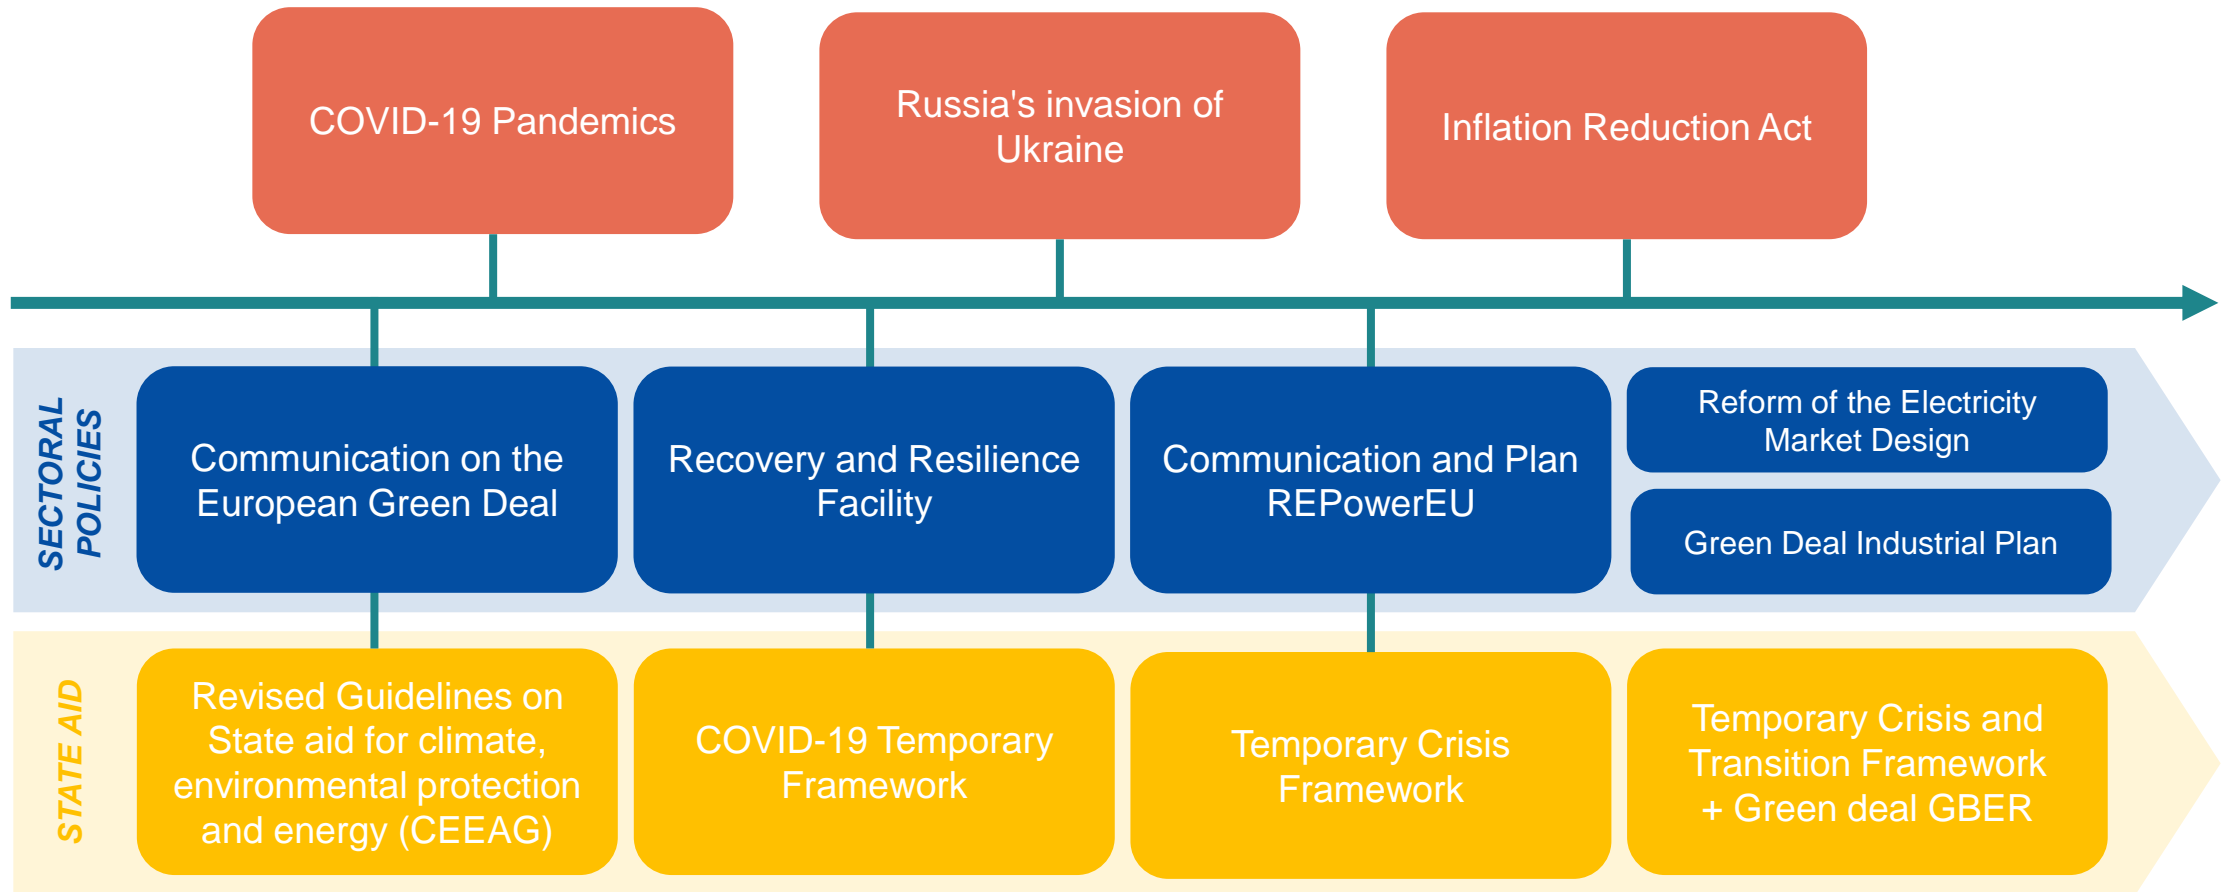 COVID-19 Pandemics
Russia's invasion of
Ukraine
Inflation Reduction Act
SECTORAL
POLICIES
Communication on the
European Green Deal
Recovery and Resilience
Facility
Communication and Plan
REPowerEU
Reform of the Electricity
Market Design
Green Deal Industrial Plan
STATE AID
Revised Guidelines on
State aid for climate,
environmental protection
and energy (CEEAG)
COVID-19 Temporary
Framework
Temporary Crisis
Framework
Temporary Crisis and
Transition Framework
+ Green deal GBER